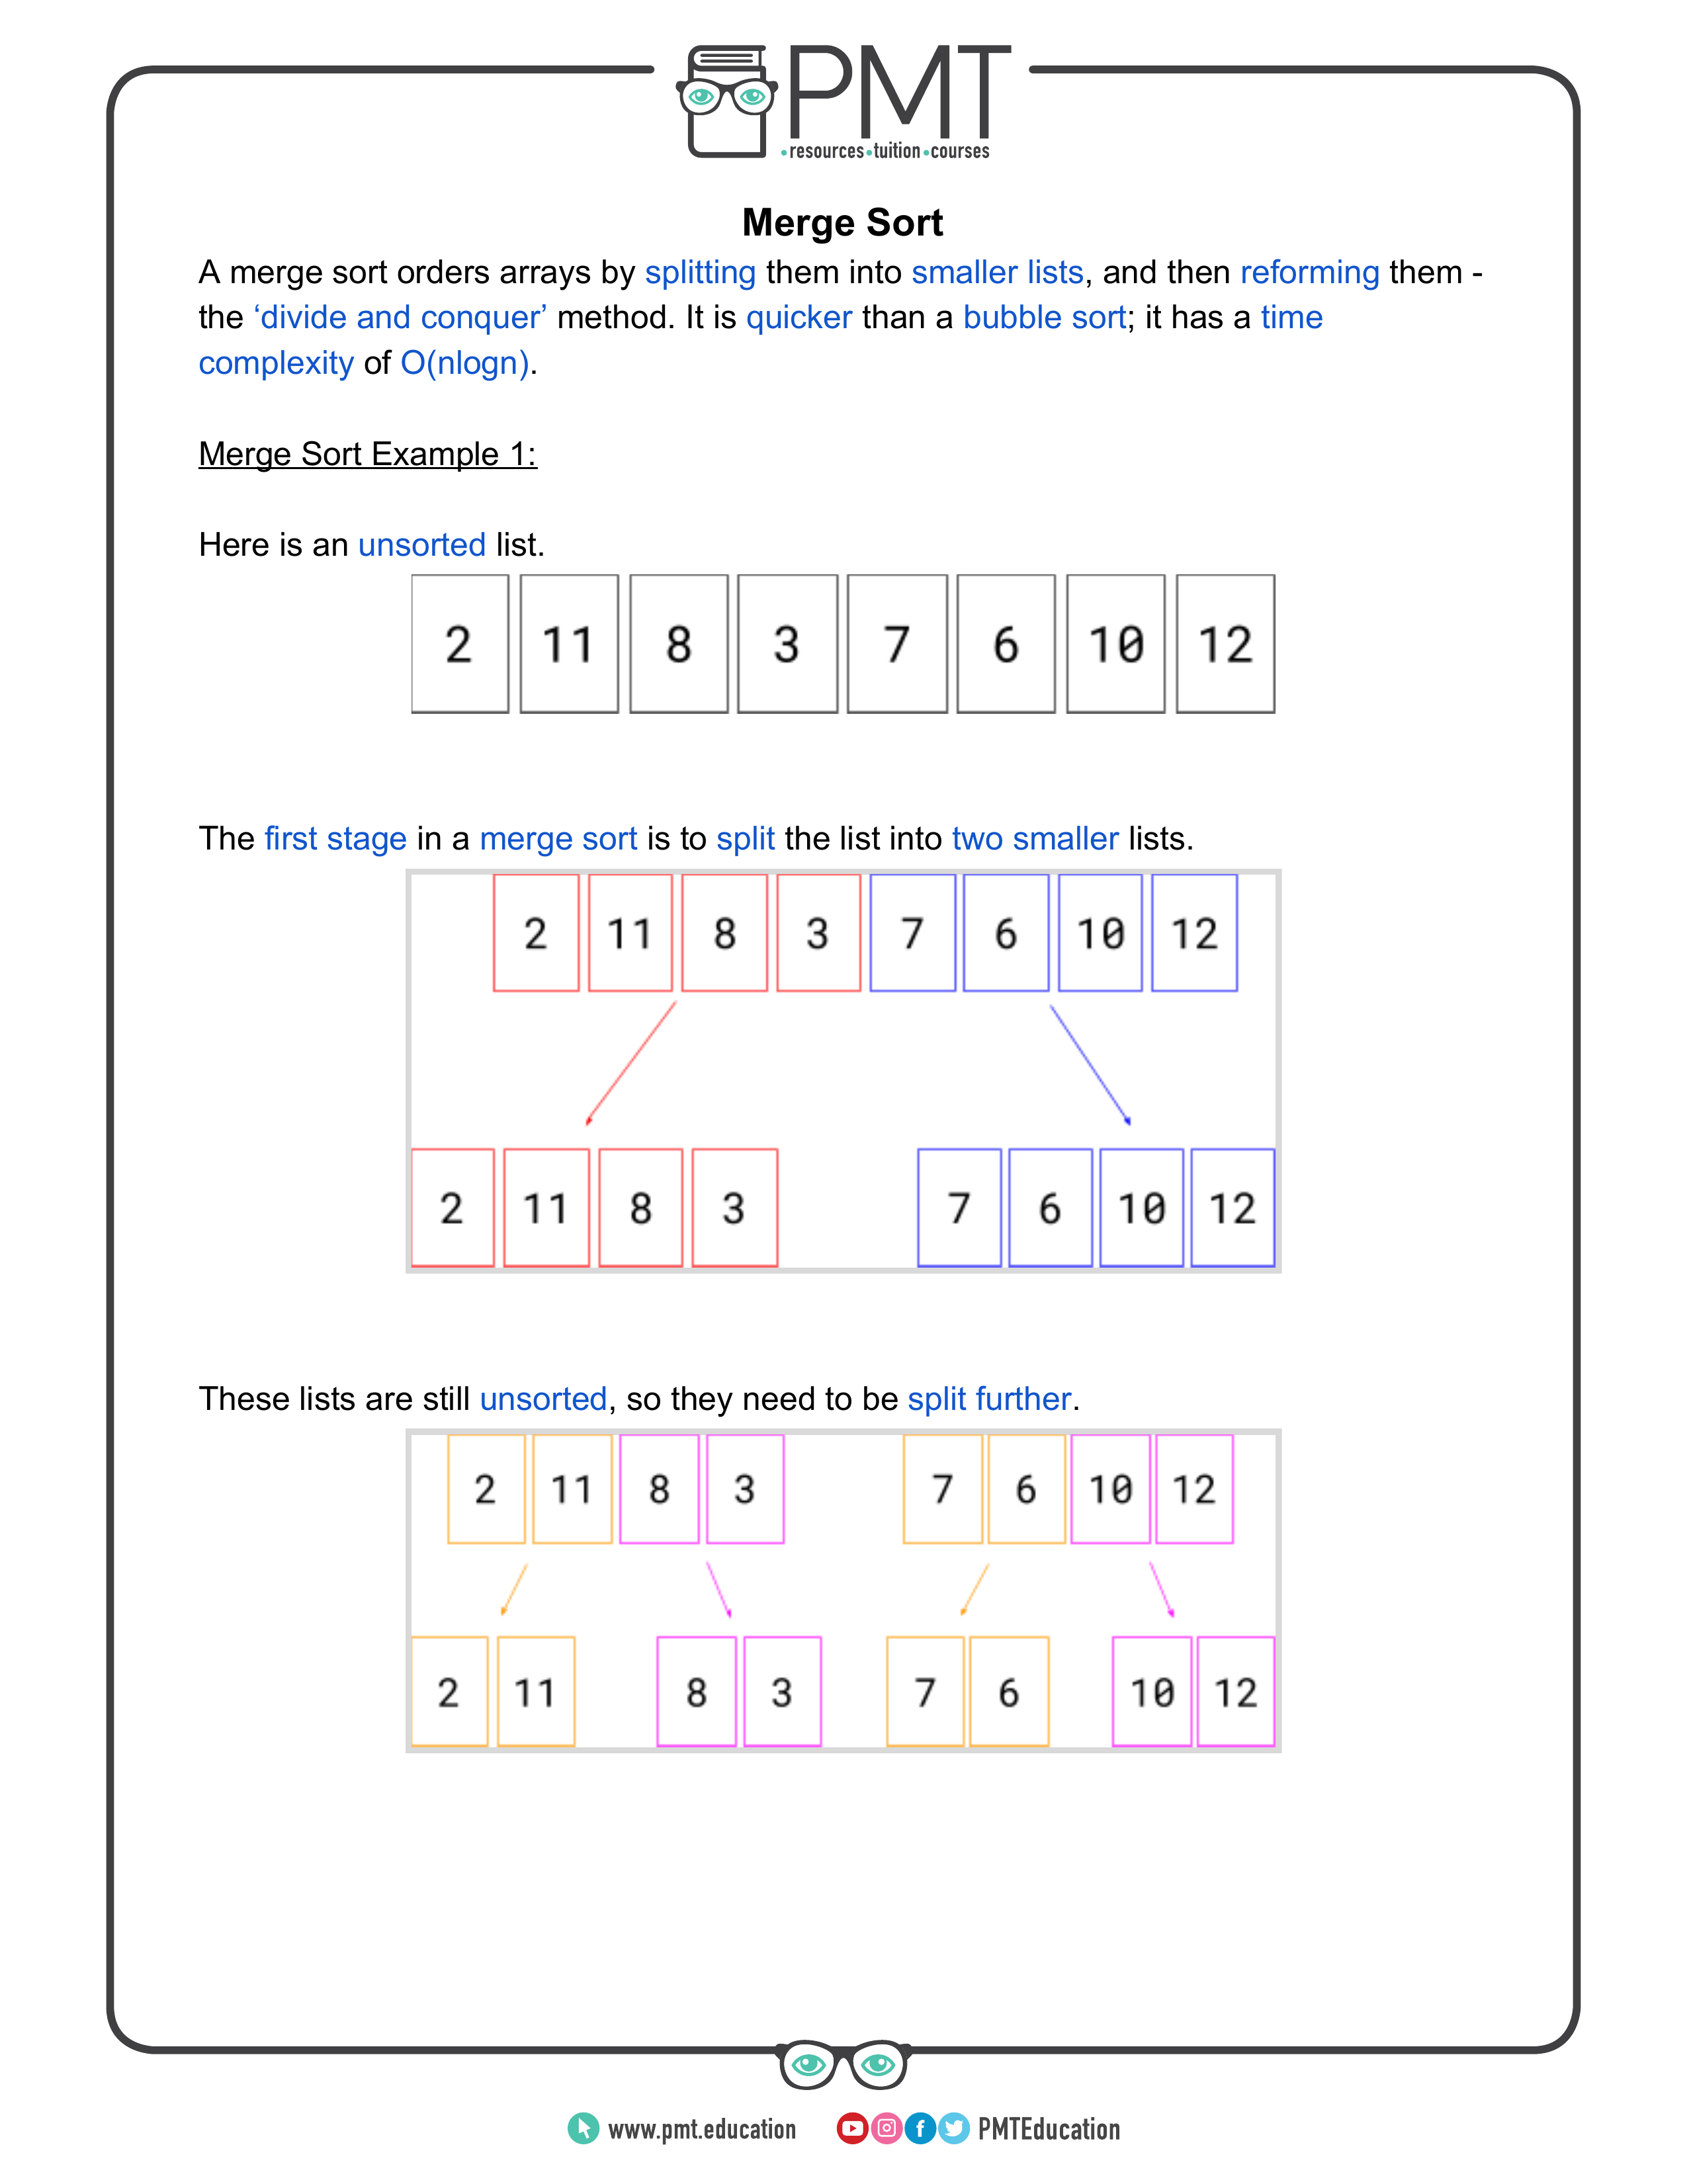 PMT
•resources•tuition•courses
Merge Sort
A merge sort orders arrays by splitting them into smaller lists, and then reforming them -
the ‘divide and conquer’ method. It is quicker than a bubble sort; it has a time
complexity of O(nlogn).
Merge Sort Example 1:
Here is an unsorted list.
2 11 8 3 7 6 10 12
The first stage in a merge sort is to split the list into two smaller lists.
2 11 8 3 7 6 10 12
2 11 8 3 7 6 10 12
These lists are still unsorted, so they need to be split further.
2 11 8 3 7 6 10 12
2 11 8 3 7 6 10 12
www.pmt.education PMTEducation